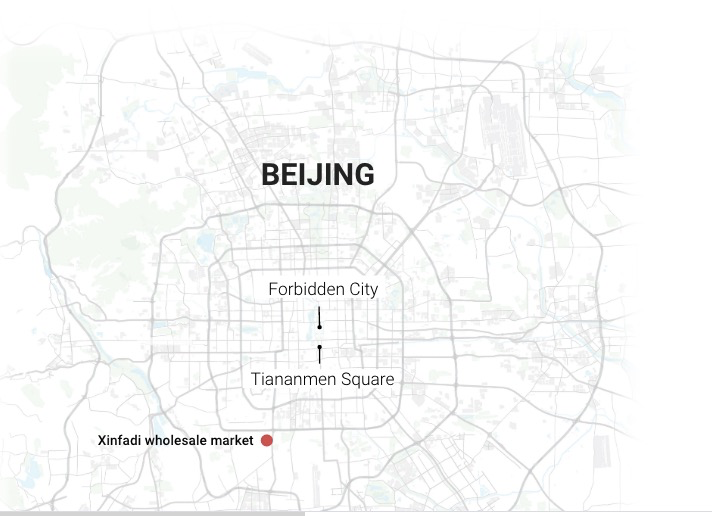 BEIJING
Forbidden City
Tiananmen Square
Xinfadi wholesale market